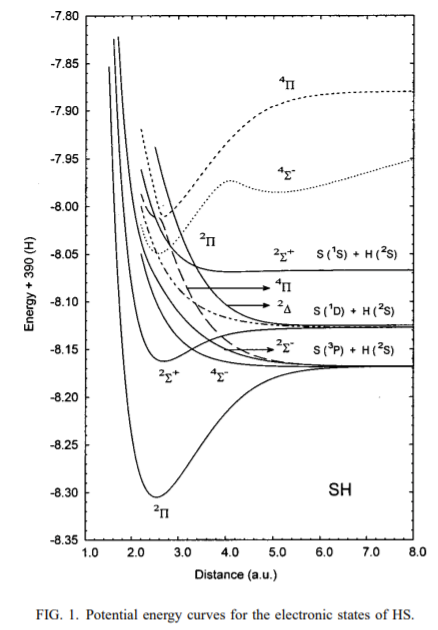 -7.80
-7.85
-7.90
-7.95
-8.00
-8.05
-8.10
-8.15
-8.20
-8.25
-8.30
-8.35
Energy + 390 (H)
⁴Π
⁴Σ⁻
²Π
²Σ⁺ S (¹S) + H (²S)
⁴Π
²Δ S (¹D) + H (²S)
²Σ⁻ S (³P) + H (²S)
²Σ⁺ ⁴Σ⁻
²Π
SH
1.0 2.0 3.0 4.0 5.0 6.0 7.0 8.0
Distance (a.u.)
FIG. 1. Potential energy curves for the electronic states of HS.